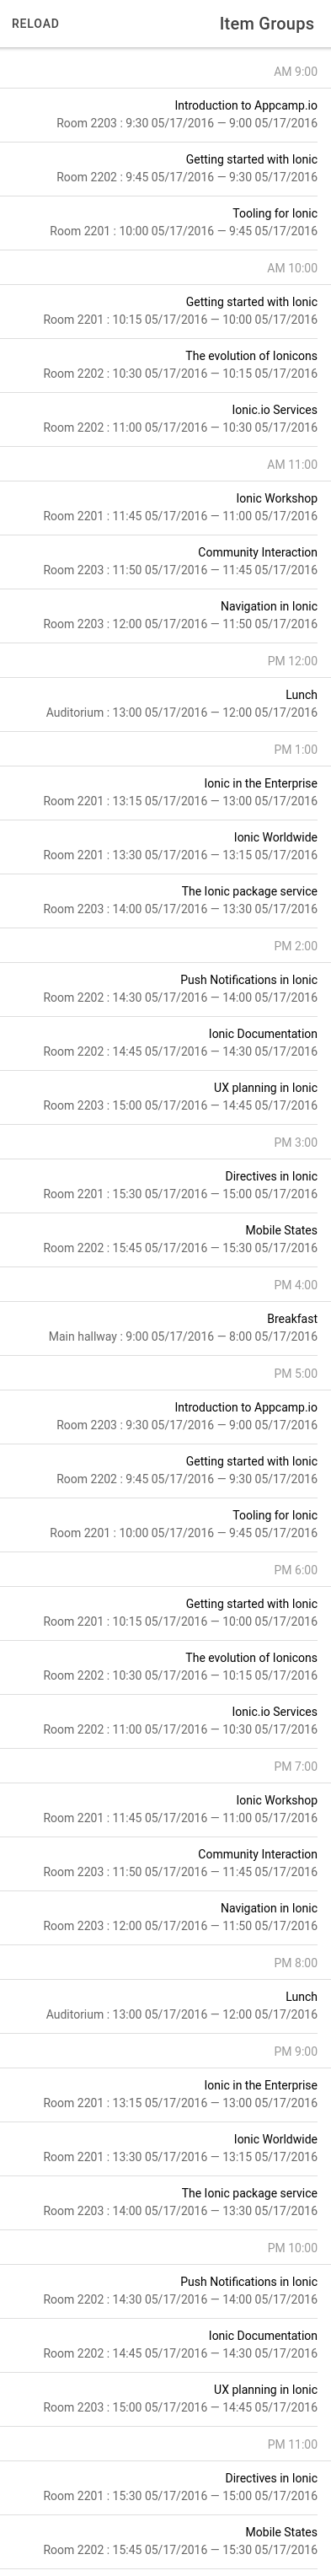 RELOAD
Item Groups
AM 9:00
Introduction to Appcamp.io
Room 2203 : 9:30 05/17/2016 — 9:00 05/17/2016
Getting started with Ionic
Room 2202 : 9:45 05/17/2016 — 9:30 05/17/2016
Tooling for Ionic
Room 2201 : 10:00 05/17/2016 — 9:45 05/17/2016
AM 10:00
Getting started with Ionic
Room 2201 : 10:15 05/17/2016 — 10:00 05/17/2016
The evolution of Ionicons
Room 2202 : 10:30 05/17/2016 — 10:15 05/17/2016
Ionic.io Services
Room 2202 : 11:00 05/17/2016 — 10:30 05/17/2016
AM 11:00
Ionic Workshop
Room 2201 : 11:45 05/17/2016 — 11:00 05/17/2016
Community Interaction
Room 2203 : 11:50 05/17/2016 — 11:45 05/17/2016
Navigation in Ionic
Room 2203 : 12:00 05/17/2016 — 11:50 05/17/2016
PM 12:00
Lunch
Auditorium : 13:00 05/17/2016 — 12:00 05/17/2016
PM 1:00
Ionic in the Enterprise
Room 2201 : 13:15 05/17/2016 — 13:00 05/17/2016
Ionic Worldwide
Room 2201 : 13:30 05/17/2016 — 13:15 05/17/2016
The Ionic package service
Room 2203 : 14:00 05/17/2016 — 13:30 05/17/2016
PM 2:00
Push Notifications in Ionic
Room 2202 : 14:30 05/17/2016 — 14:00 05/17/2016
Ionic Documentation
Room 2202 : 14:45 05/17/2016 — 14:30 05/17/2016
UX planning in Ionic
Room 2203 : 15:00 05/17/2016 — 14:45 05/17/2016
PM 3:00
Directives in Ionic
Room 2201 : 15:30 05/17/2016 — 15:00 05/17/2016
Mobile States
Room 2202 : 15:45 05/17/2016 — 15:30 05/17/2016
PM 4:00
Breakfast
Main hallway : 9:00 05/17/2016 — 8:00 05/17/2016
PM 5:00
Introduction to Appcamp.io
Room 2203 : 9:30 05/17/2016 — 9:00 05/17/2016
Getting started with Ionic
Room 2202 : 9:45 05/17/2016 — 9:30 05/17/2016
Tooling for Ionic
Room 2201 : 10:00 05/17/2016 — 9:45 05/17/2016
PM 6:00
Getting started with Ionic
Room 2201 : 10:15 05/17/2016 — 10:00 05/17/2016
The evolution of Ionicons
Room 2202 : 10:30 05/17/2016 — 10:15 05/17/2016
Ionic.io Services
Room 2202 : 11:00 05/17/2016 — 10:30 05/17/2016
PM 7:00
Ionic Workshop
Room 2201 : 11:45 05/17/2016 — 11:00 05/17/2016
Community Interaction
Room 2203 : 11:50 05/17/2016 — 11:45 05/17/2016
Navigation in Ionic
Room 2203 : 12:00 05/17/2016 — 11:50 05/17/2016
PM 8:00
Lunch
Auditorium : 13:00 05/17/2016 — 12:00 05/17/2016
PM 9:00
Ionic in the Enterprise
Room 2201 : 13:15 05/17/2016 — 13:00 05/17/2016
Ionic Worldwide
Room 2201 : 13:30 05/17/2016 — 13:15 05/17/2016
The Ionic package service
Room 2203 : 14:00 05/17/2016 — 13:30 05/17/2016
PM 10:00
Push Notifications in Ionic
Room 2202 : 14:30 05/17/2016 — 14:00 05/17/2016
Ionic Documentation
Room 2202 : 14:45 05/17/2016 — 14:30 05/17/2016
UX planning in Ionic
Room 2203 : 15:00 05/17/2016 — 14:45 05/17/2016
PM 11:00
Directives in Ionic
Room 2201 : 15:30 05/17/2016 — 15:00 05/17/2016
Mobile States
Room 2202 : 15:45 05/17/2016 — 15:30 05/17/2016